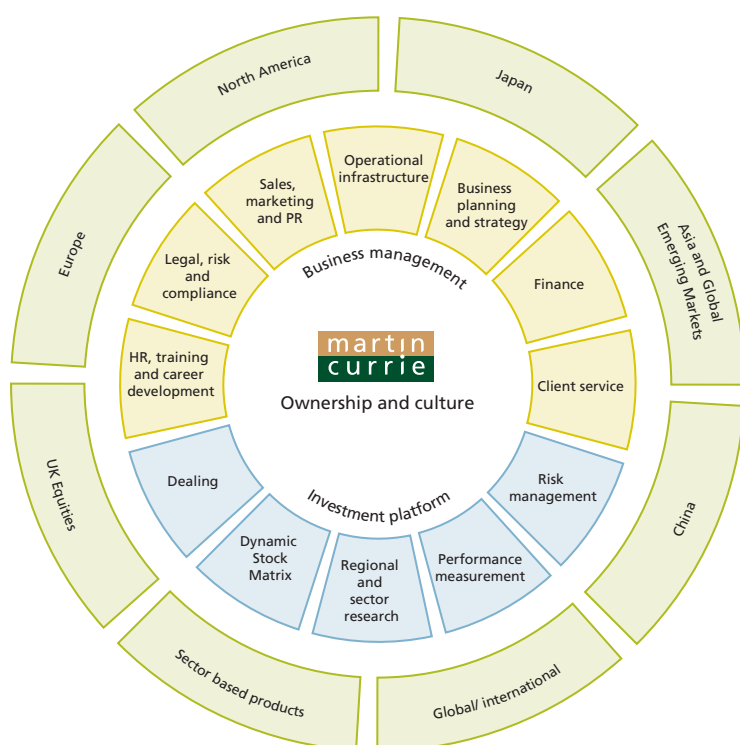 North America
Japan
Asia and Global
Emerging Markets
China
Global/ international
Sector based products
UK Equities
Europe
Operational
infrastructure
Business
planning
and strategy
Finance
Client service
Sales,
marketing
and PR
Legal, risk
and
compliance
HR, training
and career
development
Business management
martin
currie
Ownership and culture
Investment platform
Dealing
Dynamic
Stock
Matrix
Regional
and
sector
research
Performance
measurement
Risk
management